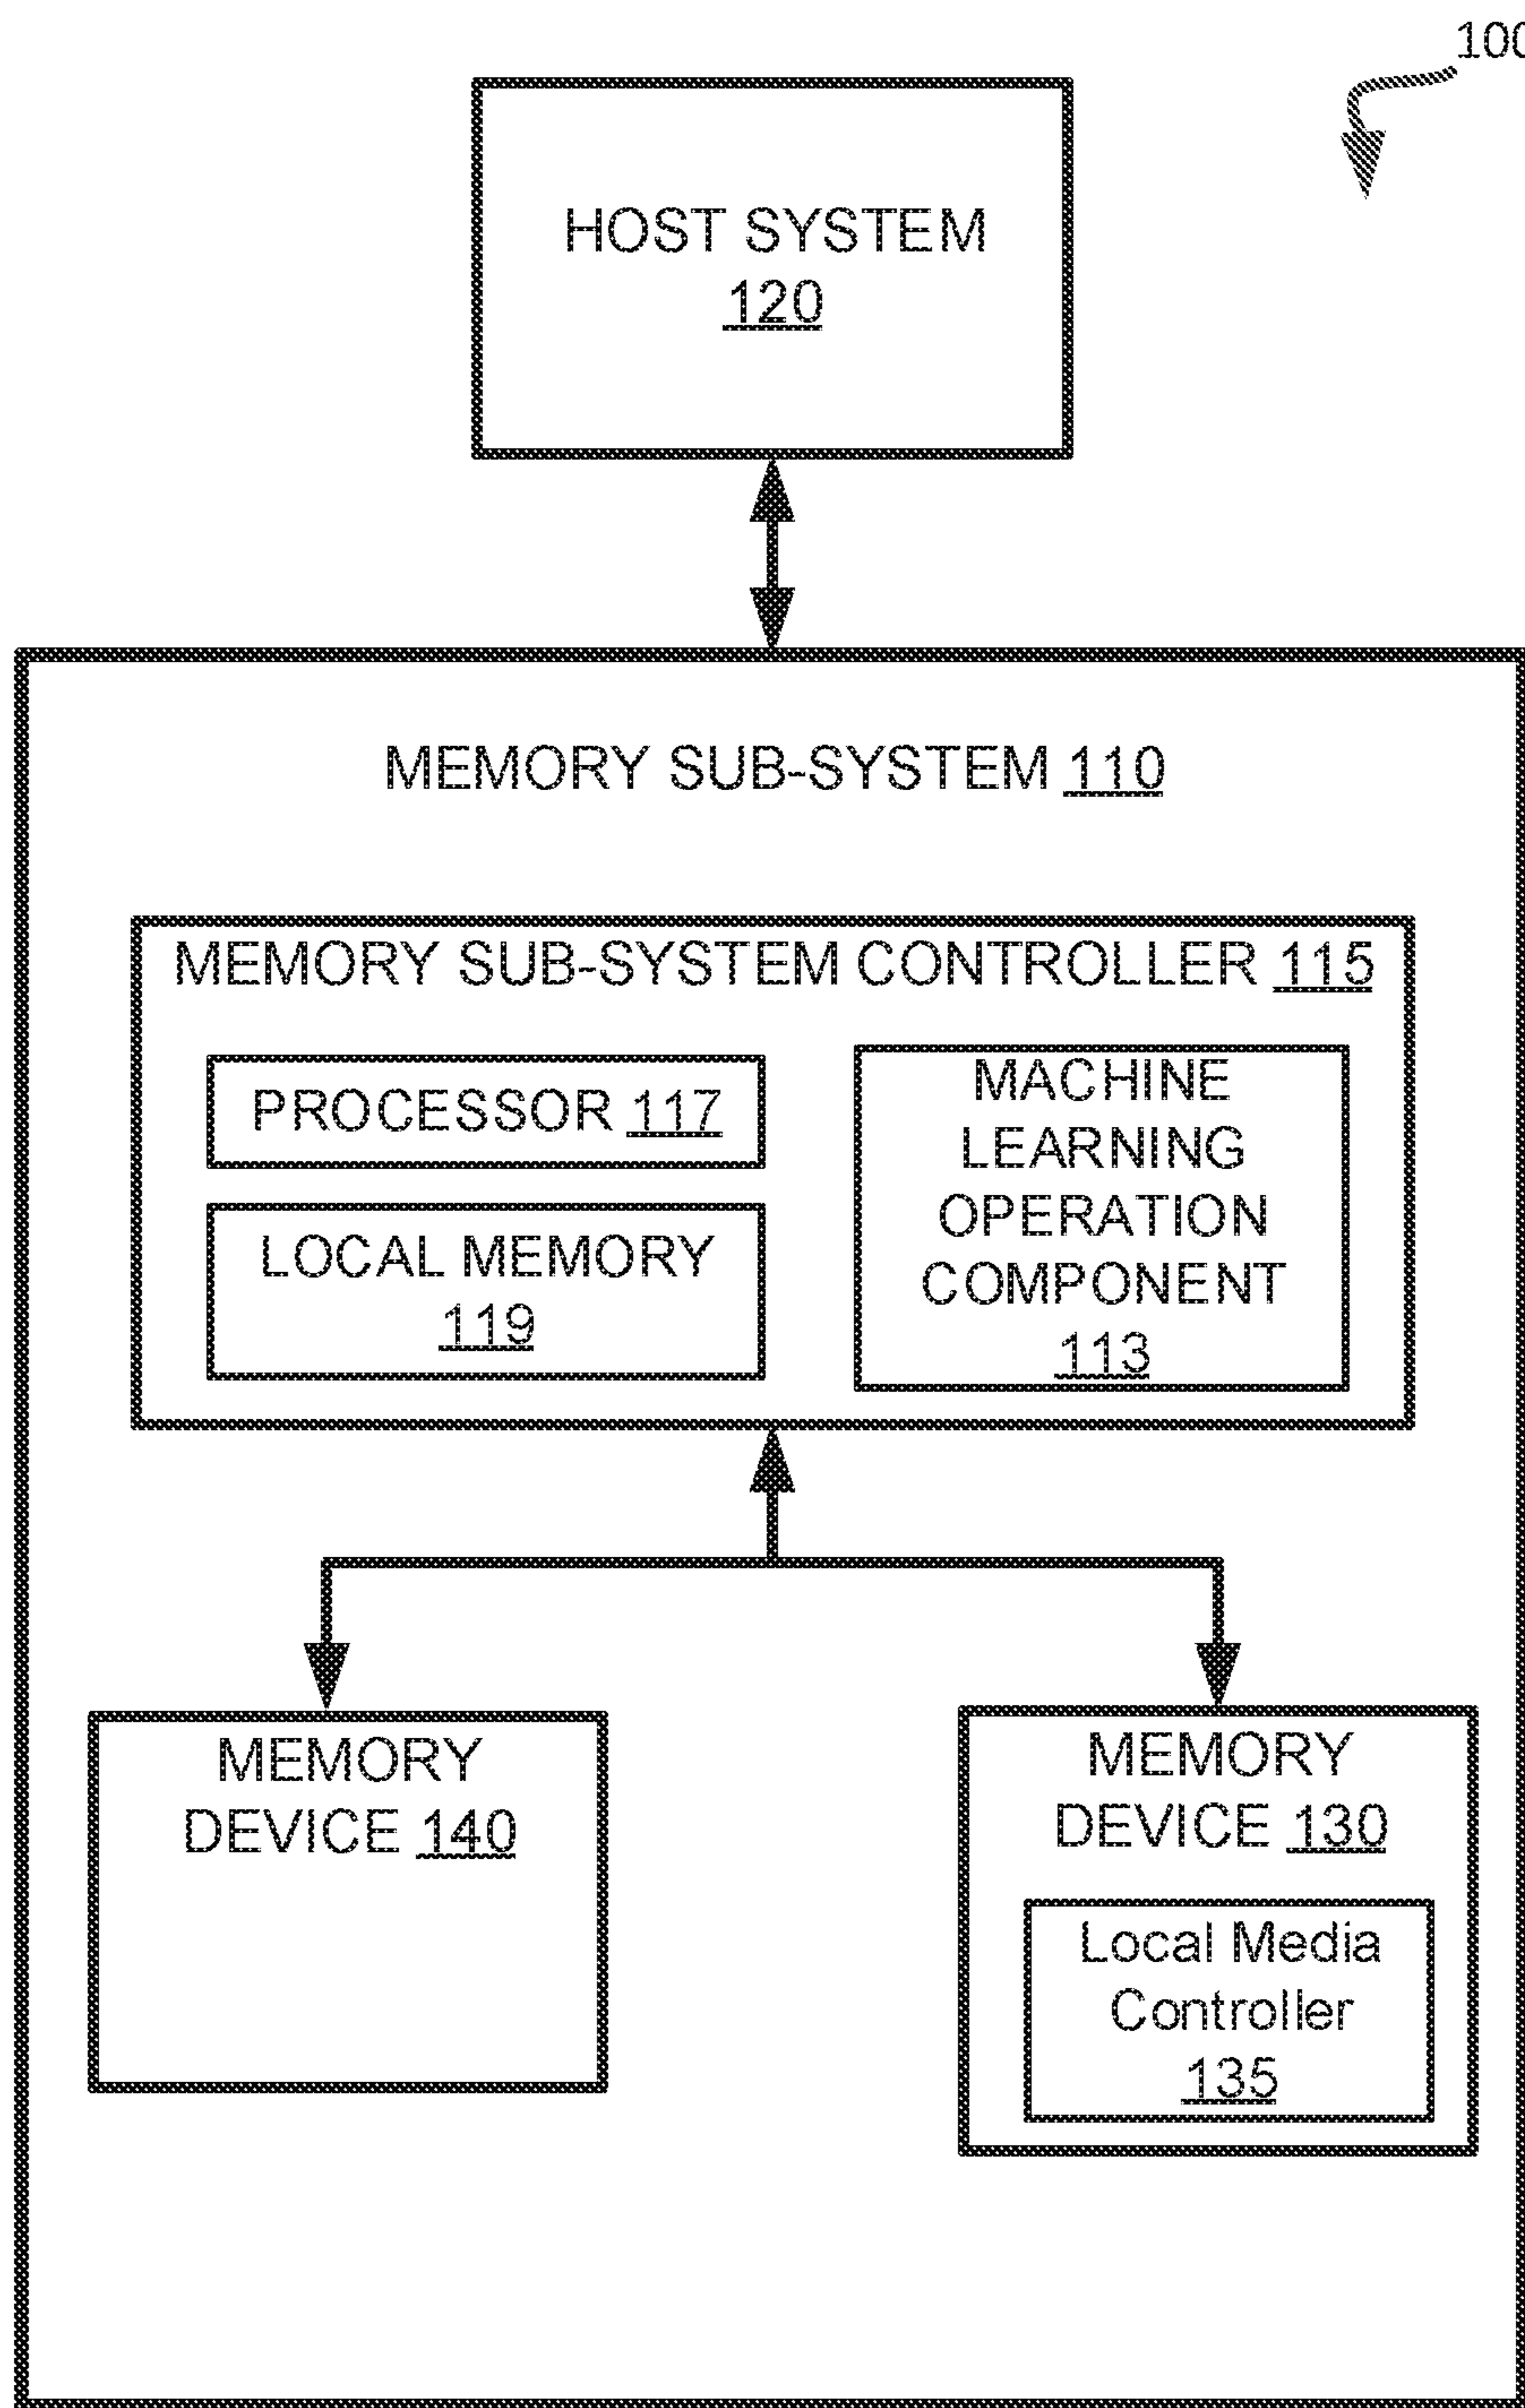 100
HOST SYSTEM
120
MEMORY SUB-SYSTEM 110
MEMORY SUB-SYSTEM CONTROLLER 115
PROCESSOR 117
LOCAL MEMORY
119
MACHINE
LEARNING
OPERATION
COMPONENT
113
MEMORY
DEVICE 140
MEMORY
DEVICE 130
Local Media
Controller
135